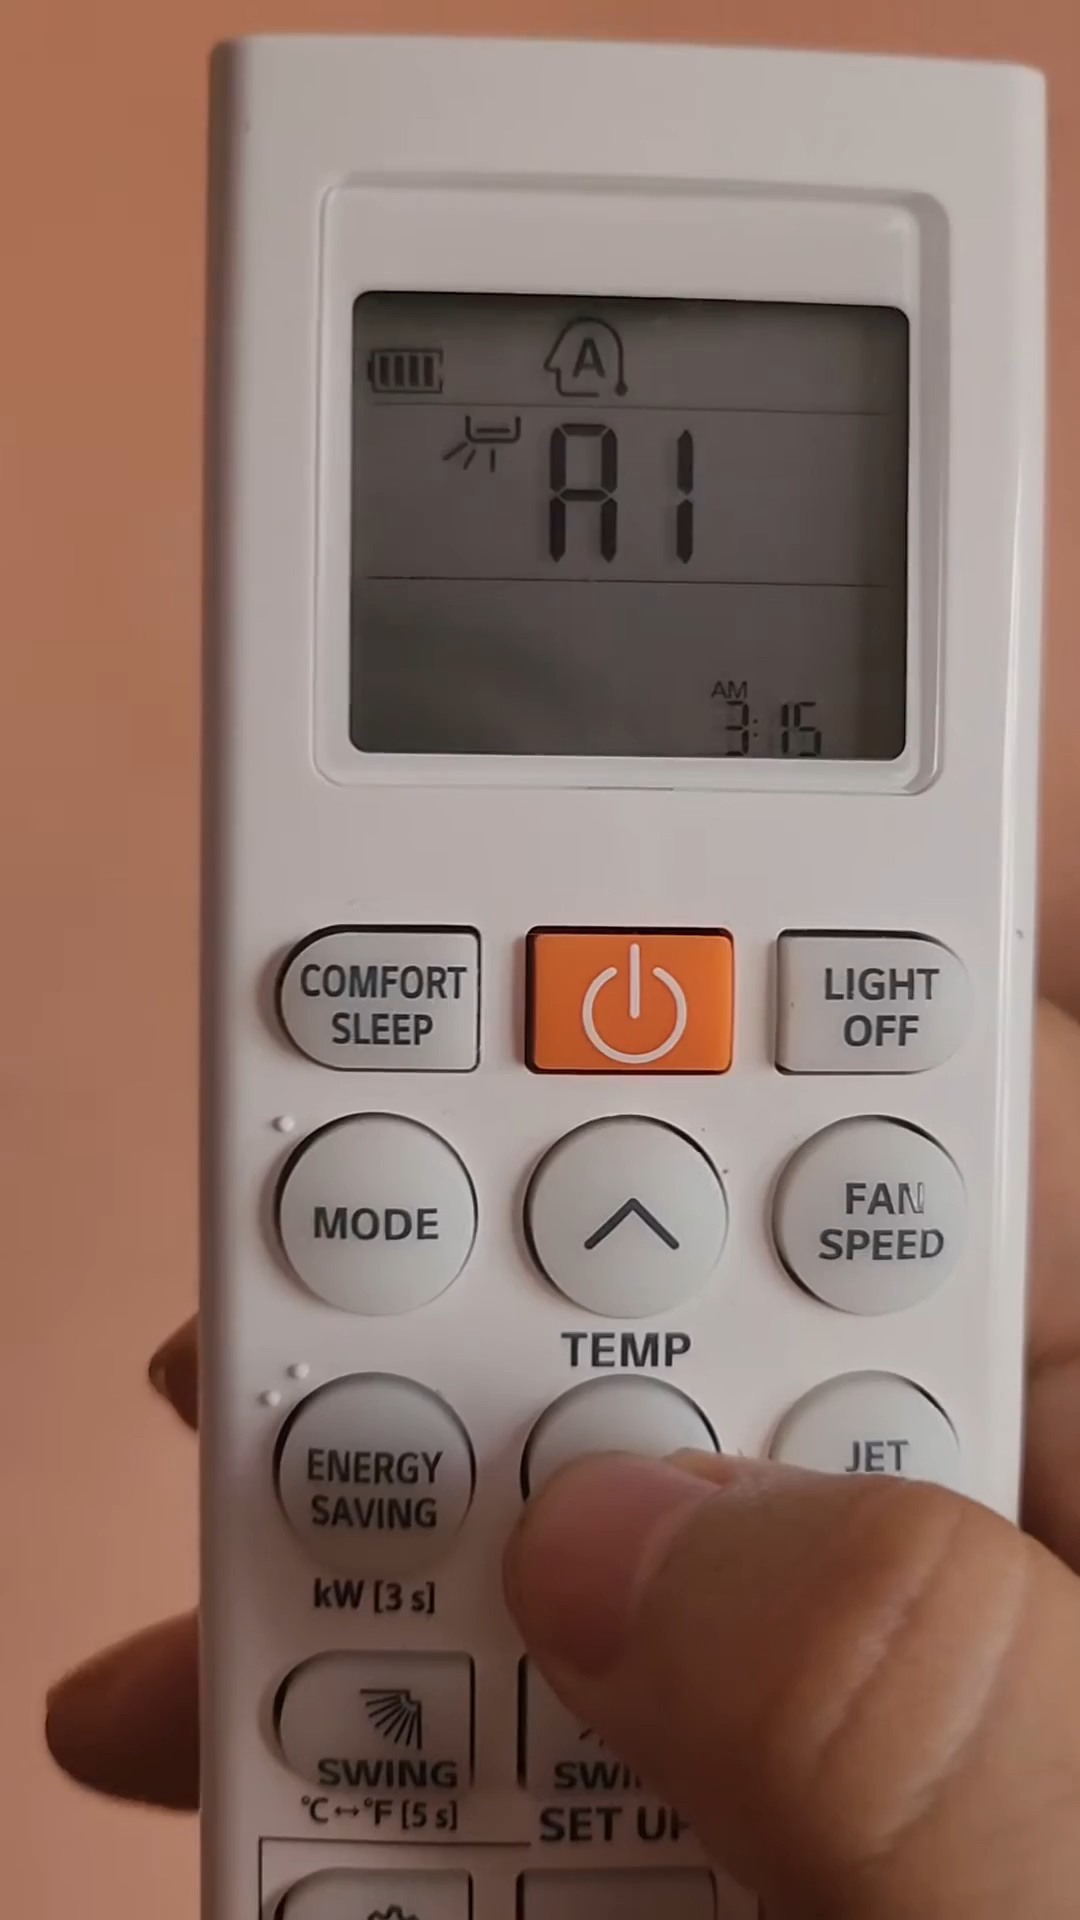 A
A1
AM
3:15
COMFORT
SLEEP
LIGHT
OFF
MODE
FAN
SPEED
TEMP
ENERGY
SAVING
JET
kW [3 s]
SWING
°C↔°F [5 s]
SET